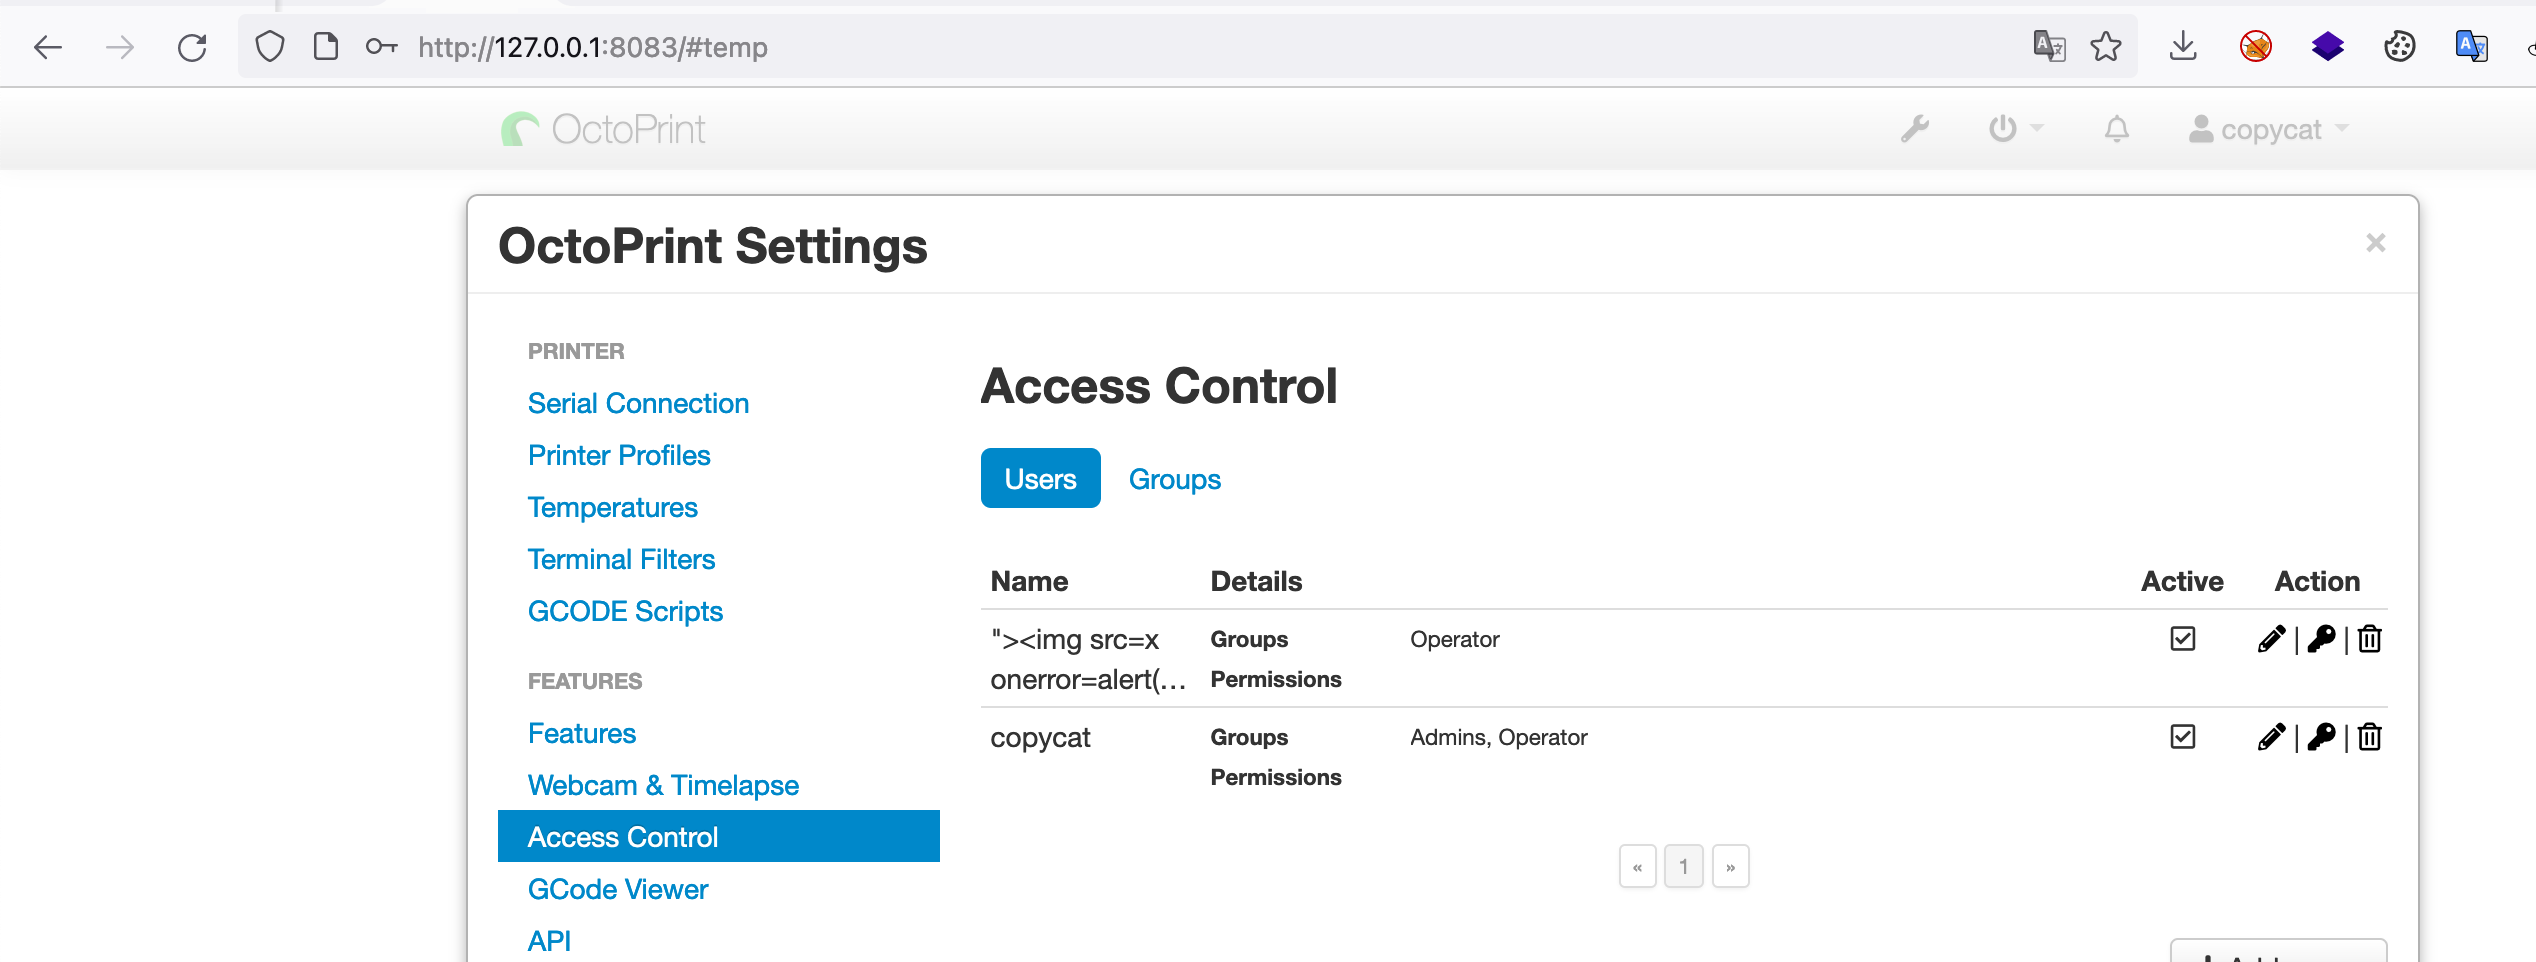 http://127.0.0.1:8083/#temp
OctoPrint
copycat
OctoPrint Settings
×
PRINTER
Serial Connection
Printer Profiles
Temperatures
Terminal Filters
GCODE Scripts
FEATURES
Features
Webcam & Timelapse
Access Control
GCode Viewer
API
Access Control
Users Groups
Name Details Active Action
"><img src=x Groups Operator
onerror=alert(… Permissions
copycat Groups Admins, Operator
Permissions
« 1 »